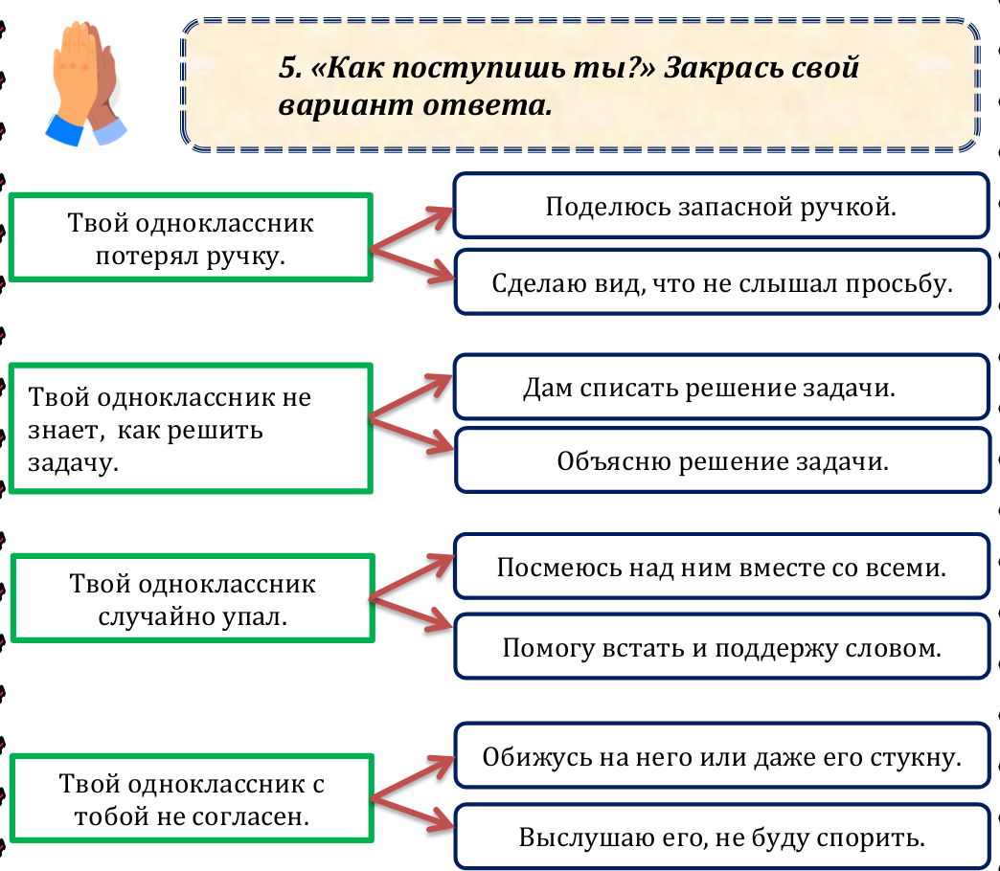 5. «Как поступишь ты?» Закрась свой
вариант ответа.
Твой одноклассник
потерял ручку.
Поделюсь запасной ручкой.
Сделаю вид, что не слышал просьбу.
Твой одноклассник не
знает,  как решить
задачу.
Дам списать решение задачи.
Объясню решение задачи.
Твой одноклассник
случайно упал.
Посмеюсь над ним вместе со всеми.
Помогу встать и поддержу словом.
Твой одноклассник с
тобой не согласен.
Обижусь на него или даже его стукну.
Выслушаю его, не буду спорить.